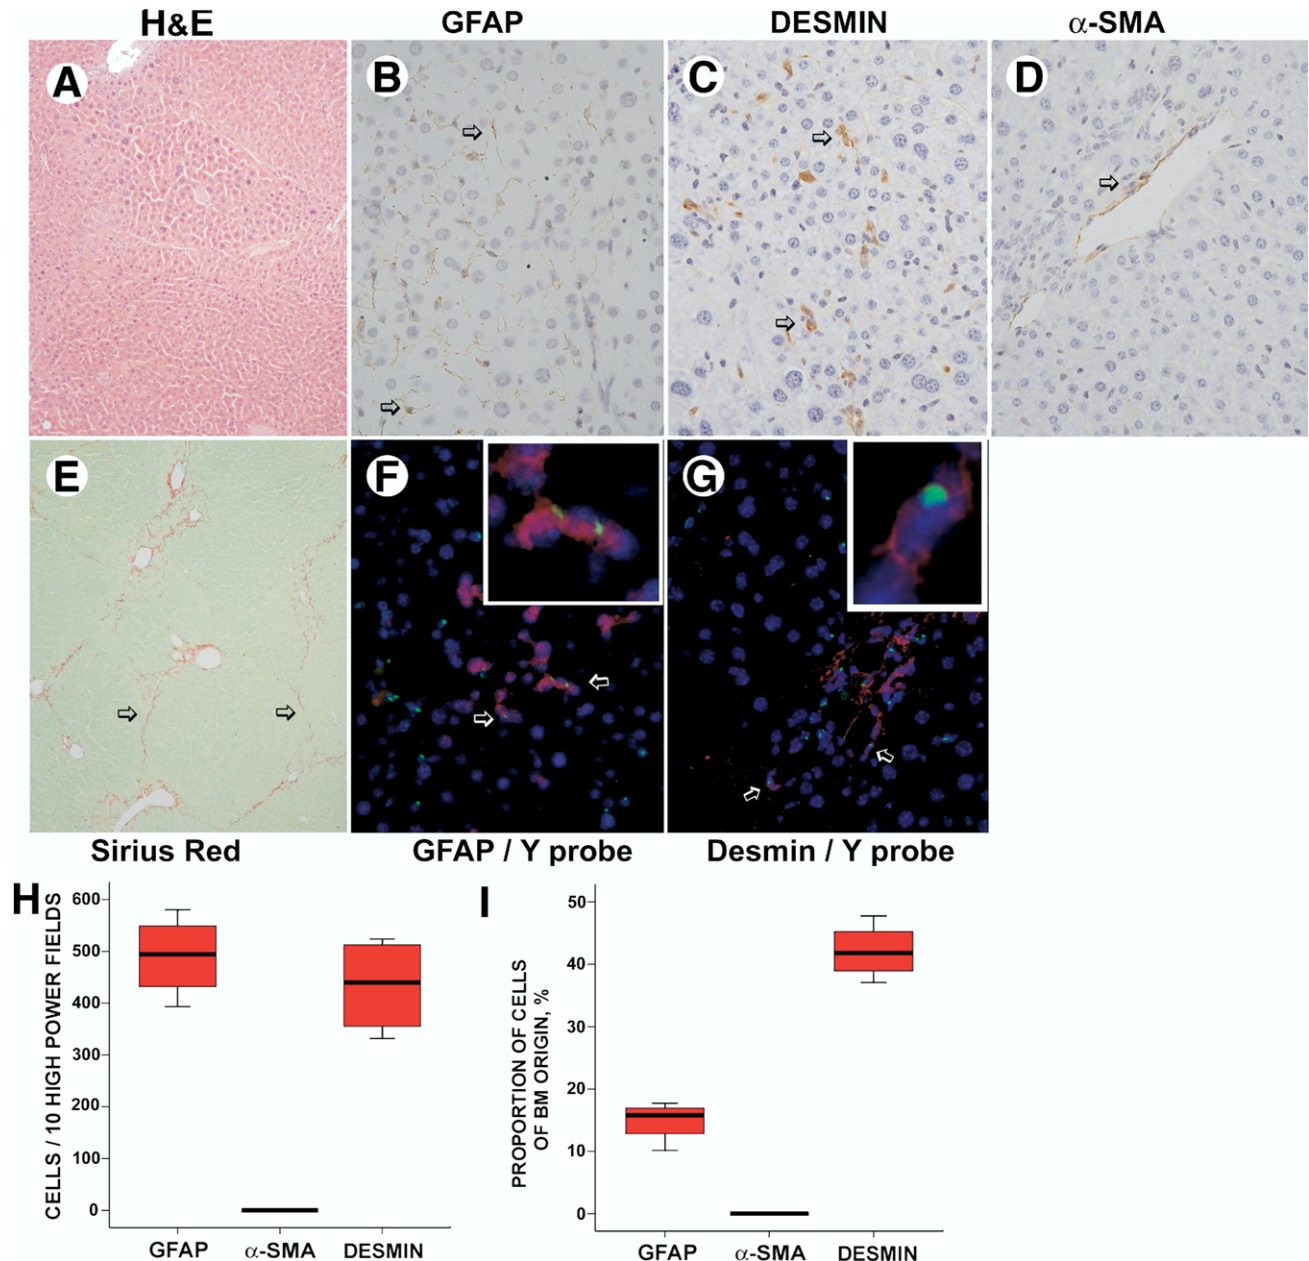 H&E
GFAP
DESMIN
α-SMA
A
B
C
D
E
F
G
Sirius Red
GFAP / Y probe
Desmin / Y probe
H
CELLS / 10 HIGH POWER FIELDS
600
500
400
300
200
100
0
GFAP
α-SMA
DESMIN
I
PROPORTION OF CELLS
OF BM ORIGIN, %
50
40
30
20
10
0
GFAP
α-SMA
DESMIN